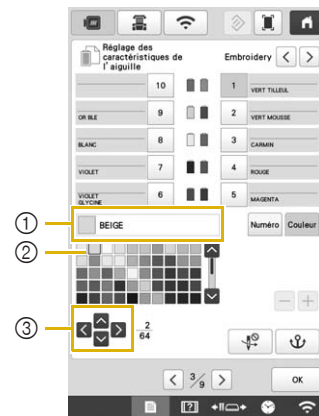 Réglage des
caractéristiques de
l'aiguille
Embroidery
10
1 VERT TILLEUL
OR BLE 9
2 VERT MOUSSE
BLANC 8
3 CARMIN
VIOLET 7
4 ROUGE
VIOLET
GLYCINE 6
5 MAGENTA
① BEIGE
Numéro Couleur
②
③
2
64
3/9
OK